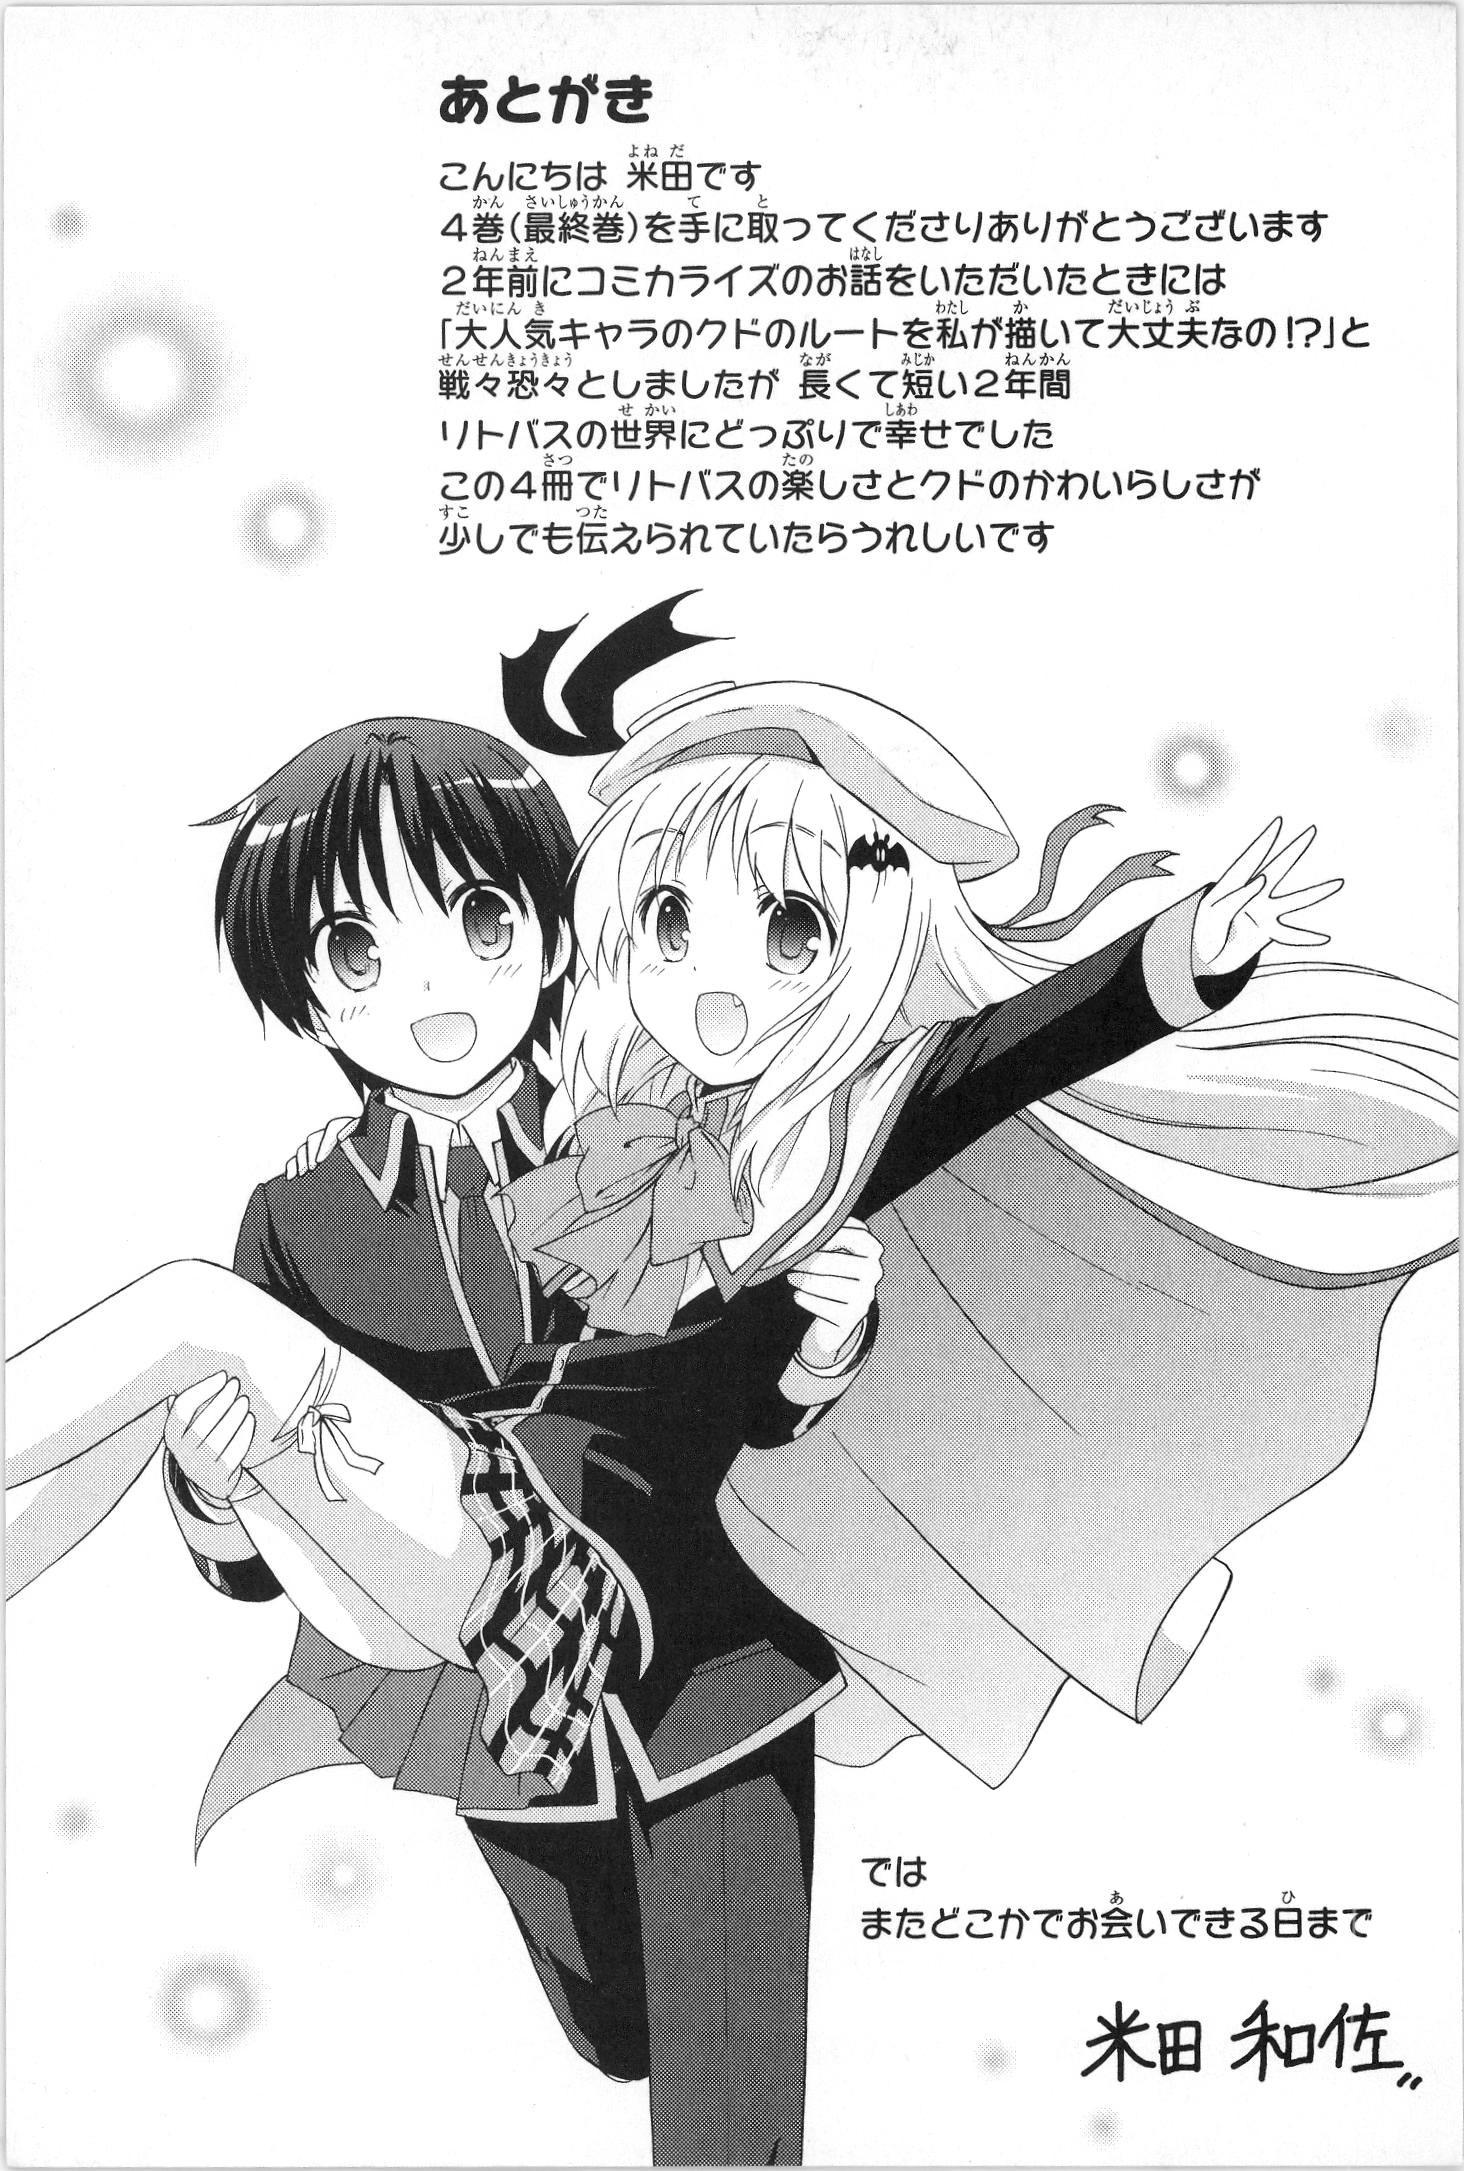 あとがき
こんにちは 米田です
4巻(最終巻)を手に取ってくださりありがとうございます
2年前にコミカライズのお話をいただいたときには
「大人気キャラのクドのルートを私が描いて大丈夫なの!?」と
戦々恐々としましたが 長くて短い2年間
リトバスの世界にどっぷりで幸せでした
この4冊でリトバスの楽しさとクドのかわいらしさが
少しでも伝えられていたらうれしいです
では
またどこかでお会いできる日まで
米田 和佐